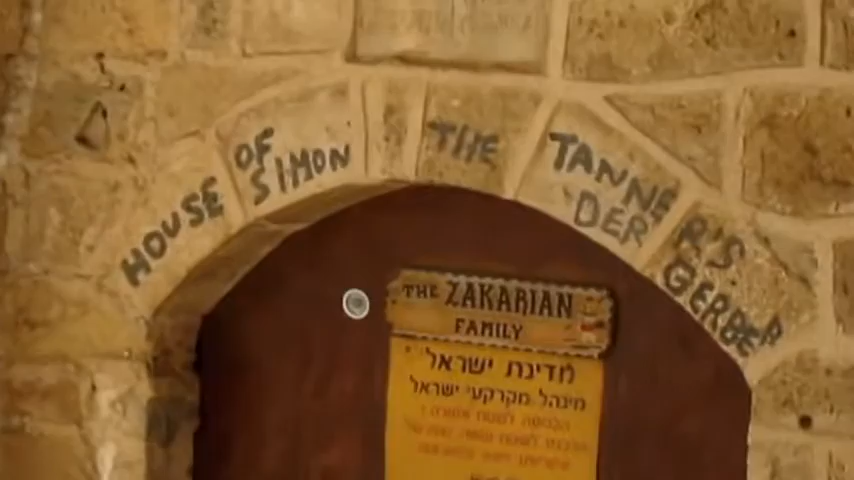 HOUSE OF SIMON THE TANNER'S
DER GERBER
THE ZAKARIAN
FAMILY
מדינת ישראל
מינהל מקרקעי ישראל